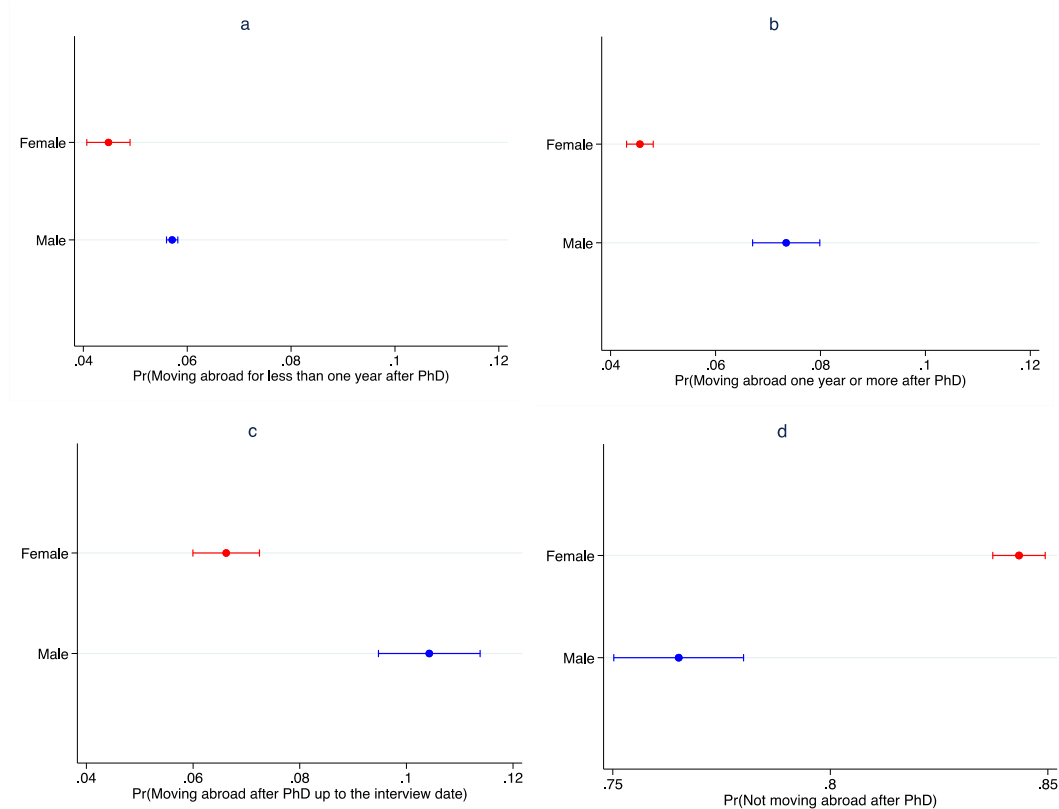 a
Female
Male
.04 .06 .08 .1 .12
Pr(Moving abroad for less than one year after PhD)
b
Female
Male
.04 .06 .08 .1 .12
Pr(Moving abroad one year or more after PhD)
c
Female
Male
.04 .06 .08 .1 .12
Pr(Moving abroad after PhD up to the interview date)
d
Female
Male
.75 .8 .85
Pr(Not moving abroad after PhD)